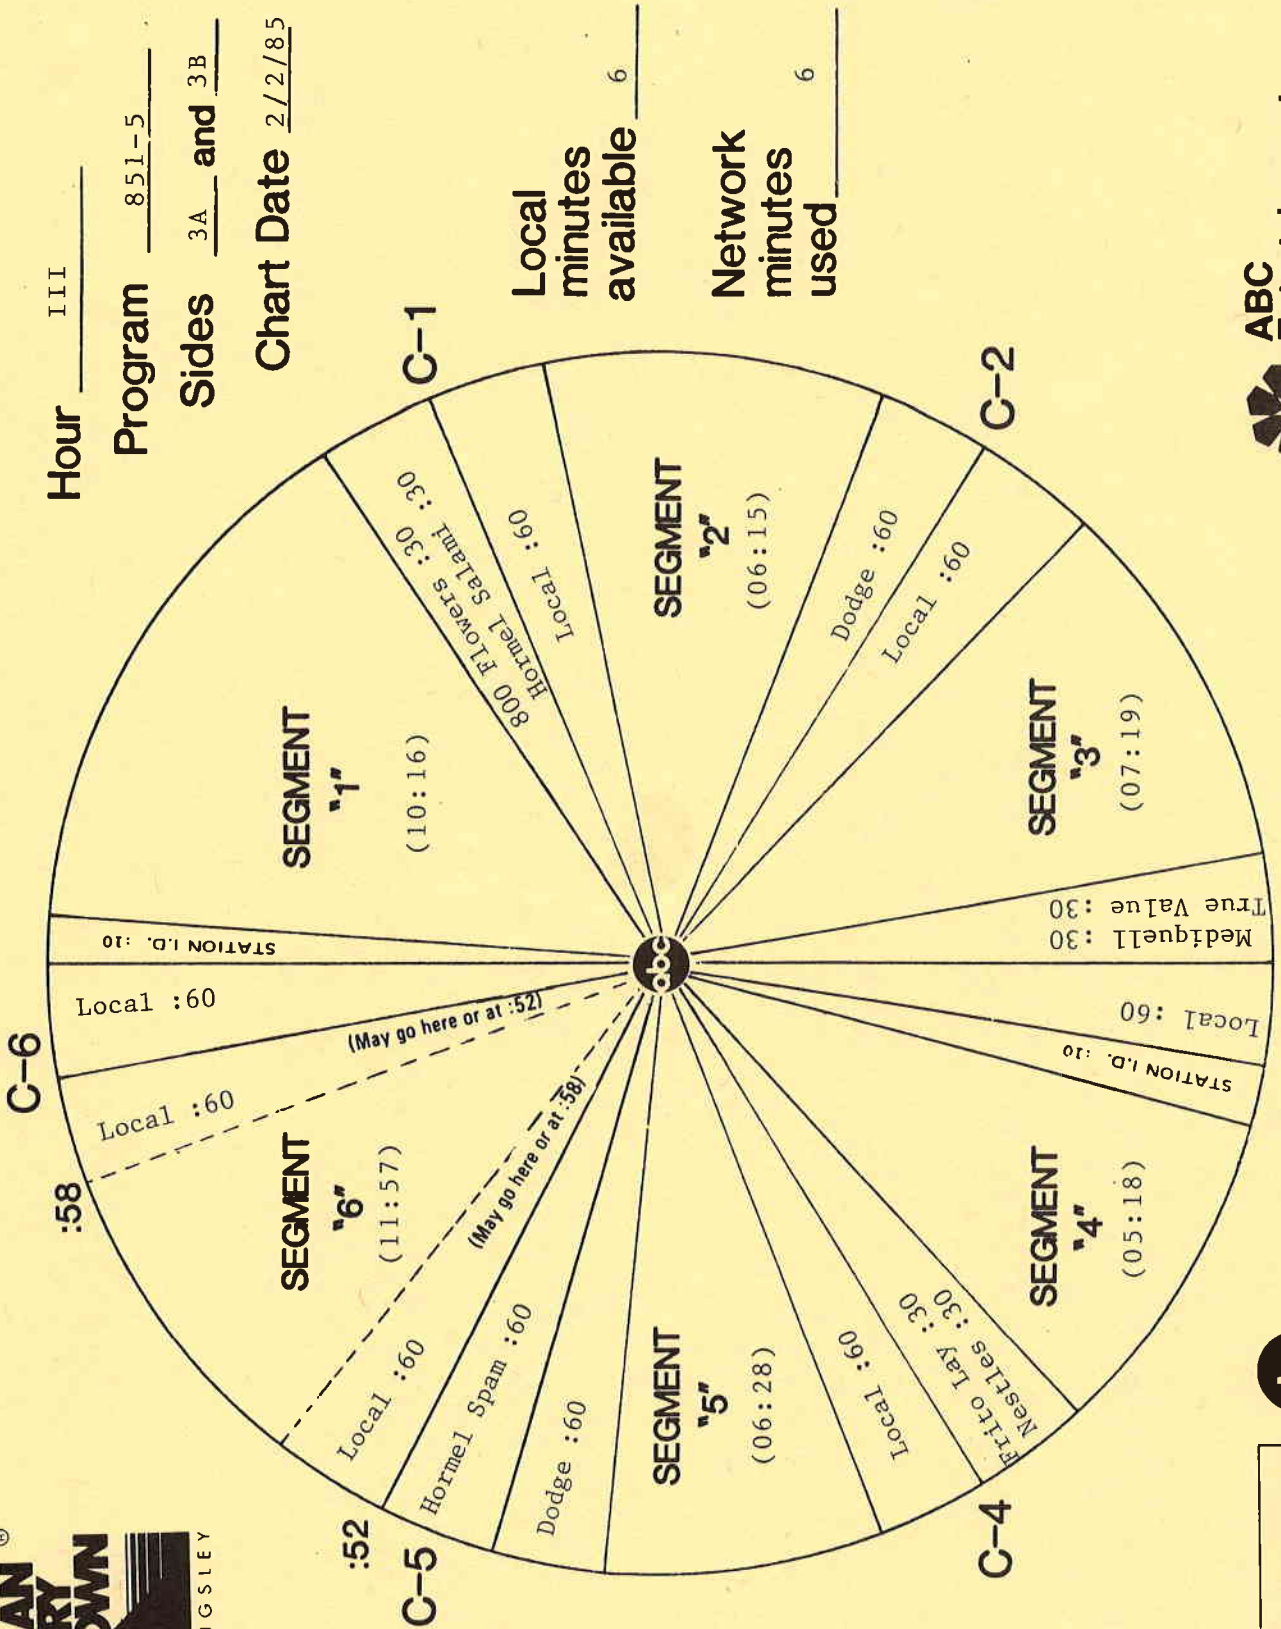 Hour III
Program 851-5
Sides 3A and 3B
Chart Date 2/2/85
Local
minutes
available 6
Network
minutes
used 6
STATION I.D. :10
SEGMENT
"1"
(10:16)
C-1
800 Flowers :30
Hormel Salami :30
Local :60
SEGMENT
"2"
(06:15)
C-2
Dodge :60
Local :60
SEGMENT
"3"
(07:19)
True Value :30
Mediquell :30
Local :60
STATION I.D. :10
SEGMENT
"4"
(05:18)
C-4
Nestles :30
Frito Lay :30
Local :60
SEGMENT
"5"
(06:28)
C-5
Dodge :60
Hormel Spam :60
:52
Local :60
(May go here or at :58)
SEGMENT
"6"
(11:57)
:58
Local :60
(May go here or at :52)
C-6
Local :60
abc
ABC